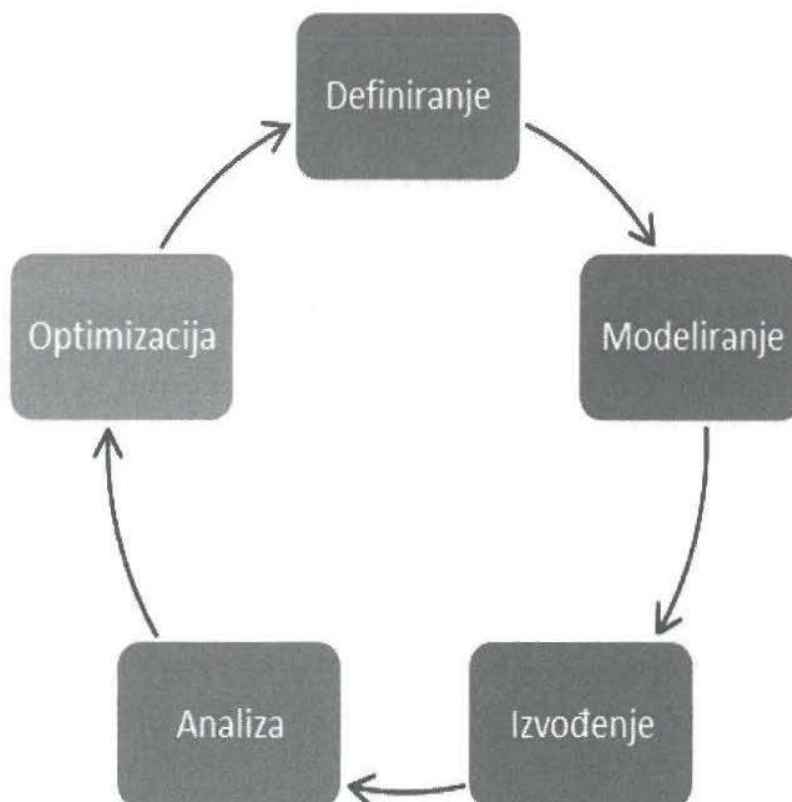 Definiranje
Modeliranje
Izvođenje
Analiza
Optimizacija